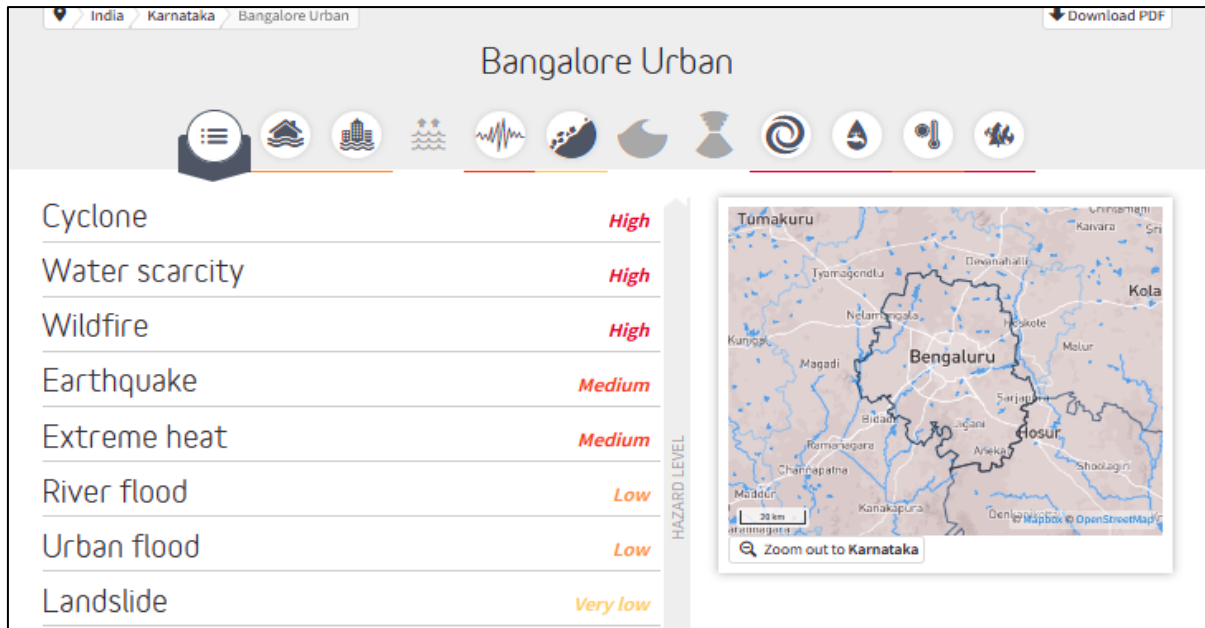 India Karnataka Bangalore Urban
Download PDF
Bangalore Urban
Cyclone High
Water scarcity High
Wildfire High
Earthquake Medium
Extreme heat Medium
River flood Low
Urban flood Low
Landslide Very low
HAZARD LEVEL
Tumakuru
Kaivara
Devanahalli
Tyamagondlu
Kola
Nelamangala
Hoskote
Kunigal
Bengaluru
Malur
Magadi
Sarjapura
Bidadi
Jigani
Hosur
Ramanagara
Anekal
Shoolagiri
Channapatna
Maddur
Kanakapura
20 km
© Mapbox © OpenStreetMap
Zoom out to Karnataka